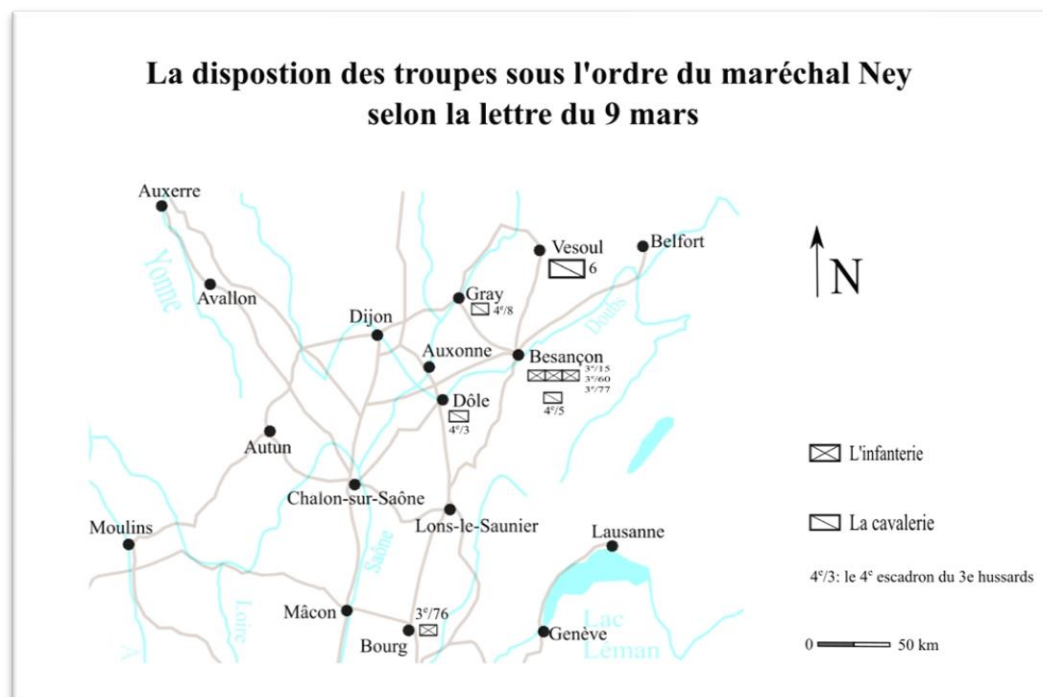 La dispostion des troupes sous l'ordre du maréchal Ney
selon la lettre du 9 mars
Auxerre
Yonne
Avallon
Vesoul
6
Belfort
Gray
4e/8
Doubs
Dijon
Auxonne
Besançon
3e/15
3e/60
3e/77
4e/5
Dôle
4e/3
Autun
Chalon-sur-Saône
Lons-le-Saunier
Moulins
Saône
Lausanne
Loire
Mâcon
3e/76
Bourg
Genève
Lac
Léman
A
N
L'infanterie
La cavalerie
4e/3: le 4e escadron du 3e hussards
0 50 km